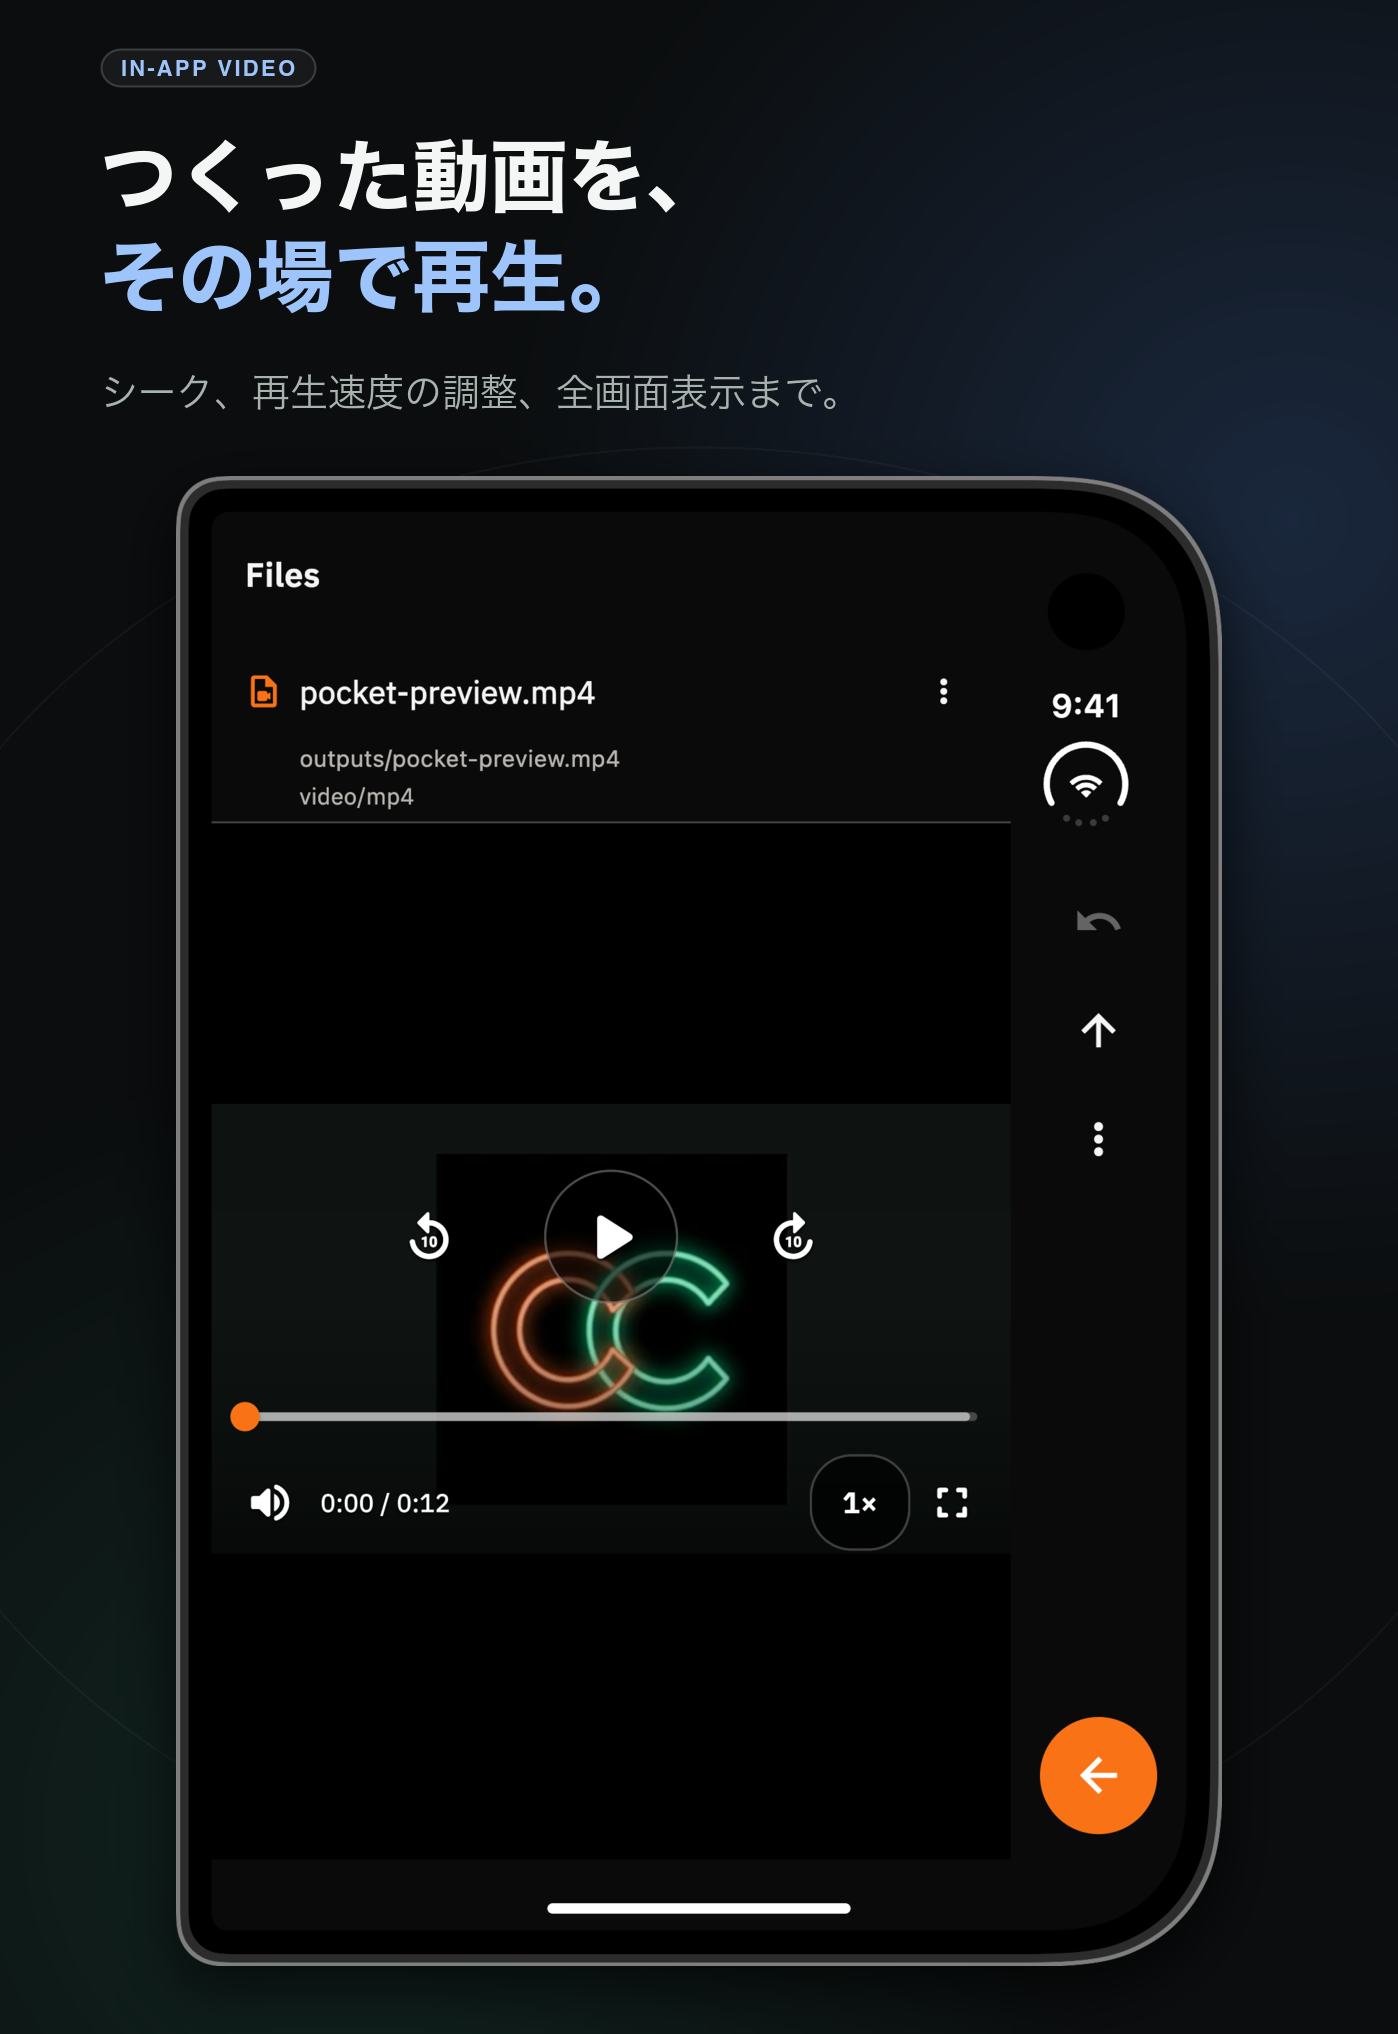 IN-APP VIDEO
つくった動画を、
その場で再生。
シーク、再生速度の調整、全画面表示まで。
Files
pocket-preview.mp4
outputs/pocket-preview.mp4
video/mp4
9:41
10
10
CC
0:00 / 0:12
1×